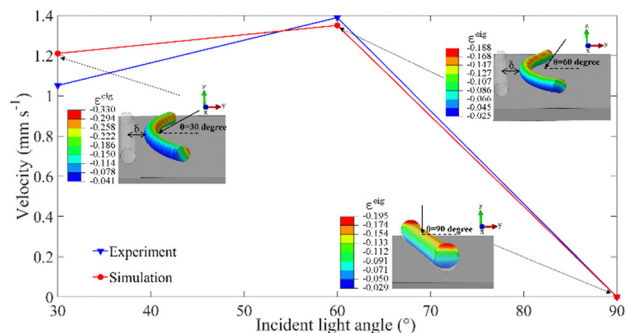 1.4
1.2
1
0.8
0.6
0.4
0.2
0
Velocity (mm s⁻¹)
30
40
50
60
70
80
90
Incident light angle (°)
Experiment
Simulation
εᵉⁱᵍ
-0.330
-0.294
-0.258
-0.222
-0.186
-0.150
-0.114
-0.078
-0.041
δ
θ=30 degree
z
y
x
εᵉⁱᵍ
-0.188
-0.168
-0.147
-0.127
-0.107
-0.086
-0.066
-0.045
-0.025
δ
θ=60 degree
z
y
x
εᵉⁱᵍ
-0.195
-0.174
-0.154
-0.133
-0.112
-0.091
-0.071
-0.050
-0.029
θ=90 degree
z
y
x